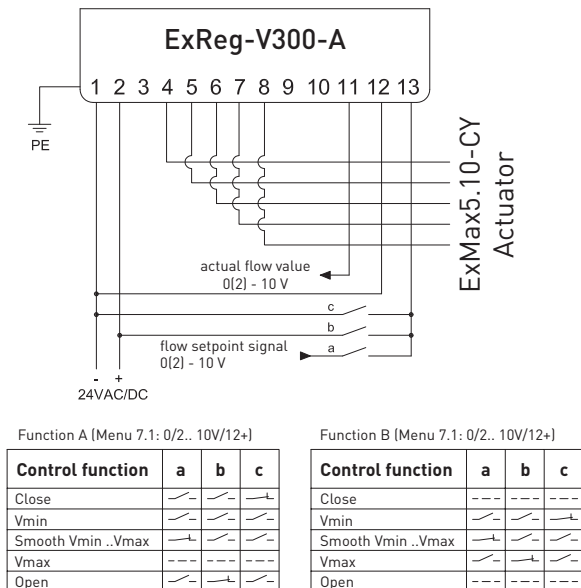 ExReg-V300-A
1 2 3 4 5 6 7 8 9 10 11 12 13
PE
ExMax5.10-CY
Actuator
actual flow value
0(2) - 10 V
c
b
flow setpoint signal
a
0(2) - 10 V
- +
24VAC/DC
Function A (Menu 7.1: 0/2.. 10V/12+)
Control function a b c
Close
Vmin
Smooth Vmin ..Vmax
Vmax
Open
Function B (Menu 7.1: 0/2.. 10V/12+)
Control function a b c
Close
Vmin
Smooth Vmin ..Vmax
Vmax
Open